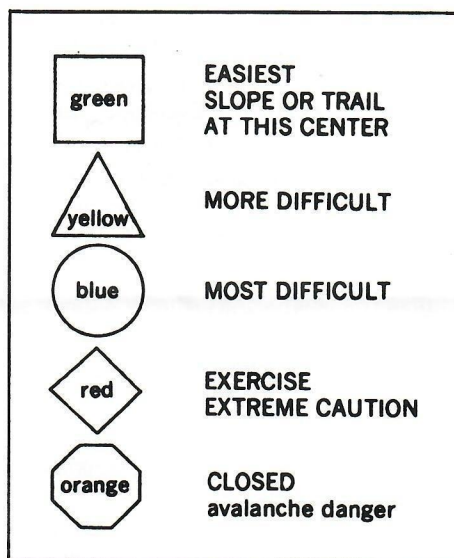 green
EASIEST
SLOPE OR TRAIL
AT THIS CENTER
yellow
MORE DIFFICULT
blue
MOST DIFFICULT
red
EXERCISE
EXTREME CAUTION
orange
CLOSED
avalanche danger